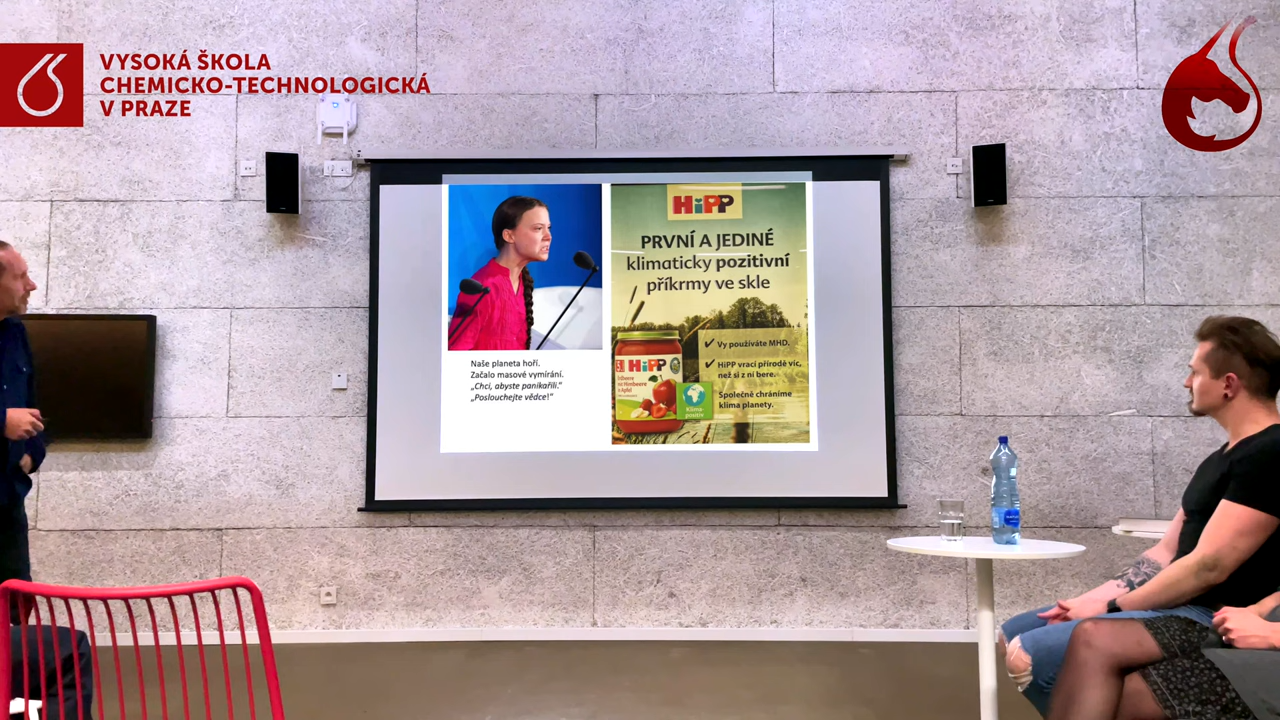 VYSOKÁ ŠKOLA
CHEMICKO-TECHNOLOGICKÁ
V PRAZE
HiPP
PRVNÍ A JEDINÉ
klimaticky pozitivní
příkrmy ve skle
✔ Vy používáte MHD.
✔ HiPP vrací přírodě víc,
než si z ní bere.
Společně chráníme
klima planety.
HiPP
Klima-
positiv
Naše planeta hoří.
Začalo masové vymírání.
„Chci, abyste panikařili.“
„Poslouchejte vědce!“